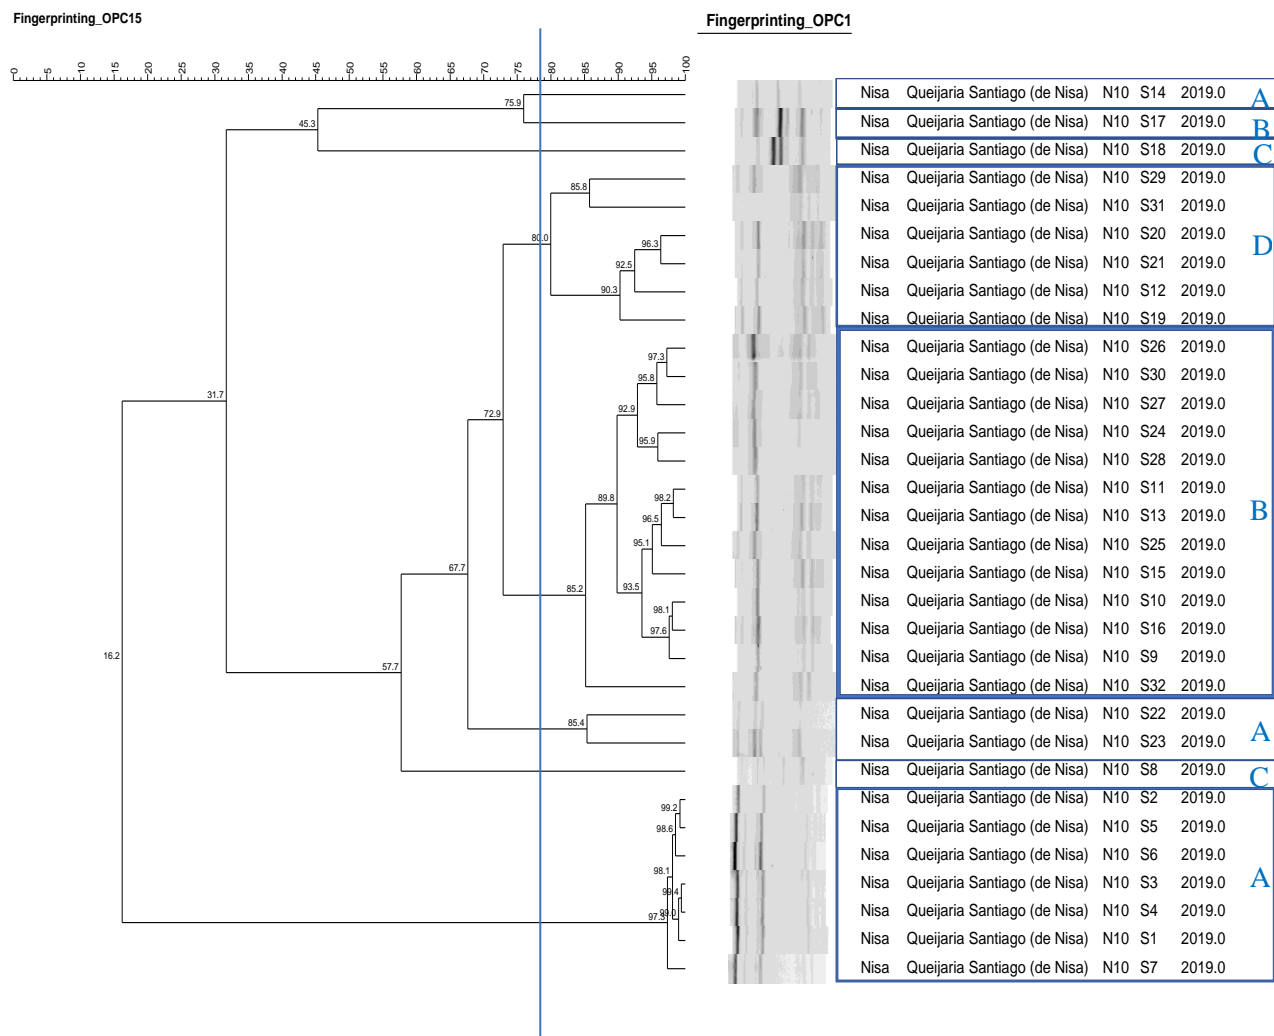 Fingerprinting_OPC15
Fingerprinting_OPC1
0 5 10 15 20 25 30 35 40 45 50 55 60 65 70 75 80 85 90 95 100
Nisa Queijaria Santiago (de Nisa) N10 S14 2019.0 A
75.9
Nisa Queijaria Santiago (de Nisa) N10 S17 2019.0 B
45.3
Nisa Queijaria Santiago (de Nisa) N10 S18 2019.0 C
Nisa Queijaria Santiago (de Nisa) N10 S29 2019.0
85.8
Nisa Queijaria Santiago (de Nisa) N10 S31 2019.0
80.0
Nisa Queijaria Santiago (de Nisa) N10 S20 2019.0
96.3
D
Nisa Queijaria Santiago (de Nisa) N10 S21 2019.0
92.5
Nisa Queijaria Santiago (de Nisa) N10 S12 2019.0
90.3
Nisa Queijaria Santiago (de Nisa) N10 S19 2019.0
Nisa Queijaria Santiago (de Nisa) N10 S26 2019.0
97.3
Nisa Queijaria Santiago (de Nisa) N10 S30 2019.0
95.8
31.7
Nisa Queijaria Santiago (de Nisa) N10 S27 2019.0
72.9
92.9
Nisa Queijaria Santiago (de Nisa) N10 S24 2019.0
95.9
Nisa Queijaria Santiago (de Nisa) N10 S28 2019.0
Nisa Queijaria Santiago (de Nisa) N10 S11 2019.0
89.8
98.2
B
Nisa Queijaria Santiago (de Nisa) N10 S13 2019.0
96.5
Nisa Queijaria Santiago (de Nisa) N10 S25 2019.0
95.1
67.7
Nisa Queijaria Santiago (de Nisa) N10 S15 2019.0
85.2
93.5
Nisa Queijaria Santiago (de Nisa) N10 S10 2019.0
98.1
Nisa Queijaria Santiago (de Nisa) N10 S16 2019.0
97.6
16.2
Nisa Queijaria Santiago (de Nisa) N10 S9 2019.0
57.7
Nisa Queijaria Santiago (de Nisa) N10 S32 2019.0
Nisa Queijaria Santiago (de Nisa) N10 S22 2019.0
85.4
A
Nisa Queijaria Santiago (de Nisa) N10 S23 2019.0
Nisa Queijaria Santiago (de Nisa) N10 S8 2019.0 C
Nisa Queijaria Santiago (de Nisa) N10 S2 2019.0
99.2
Nisa Queijaria Santiago (de Nisa) N10 S5 2019.0
98.6
Nisa Queijaria Santiago (de Nisa) N10 S6 2019.0
98.1
Nisa Queijaria Santiago (de Nisa) N10 S3 2019.0 A
99.4
Nisa Queijaria Santiago (de Nisa) N10 S4 2019.0
97.3 99.0
Nisa Queijaria Santiago (de Nisa) N10 S1 2019.0
Nisa Queijaria Santiago (de Nisa) N10 S7 2019.0